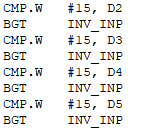 CMP.W #15, D2
BGT INV_INP
CMP.W #15, D3
BGT INV_INP
CMP.W #15, D4
BGT INV_INP
CMP.W #15, D5
BGT INV_INP